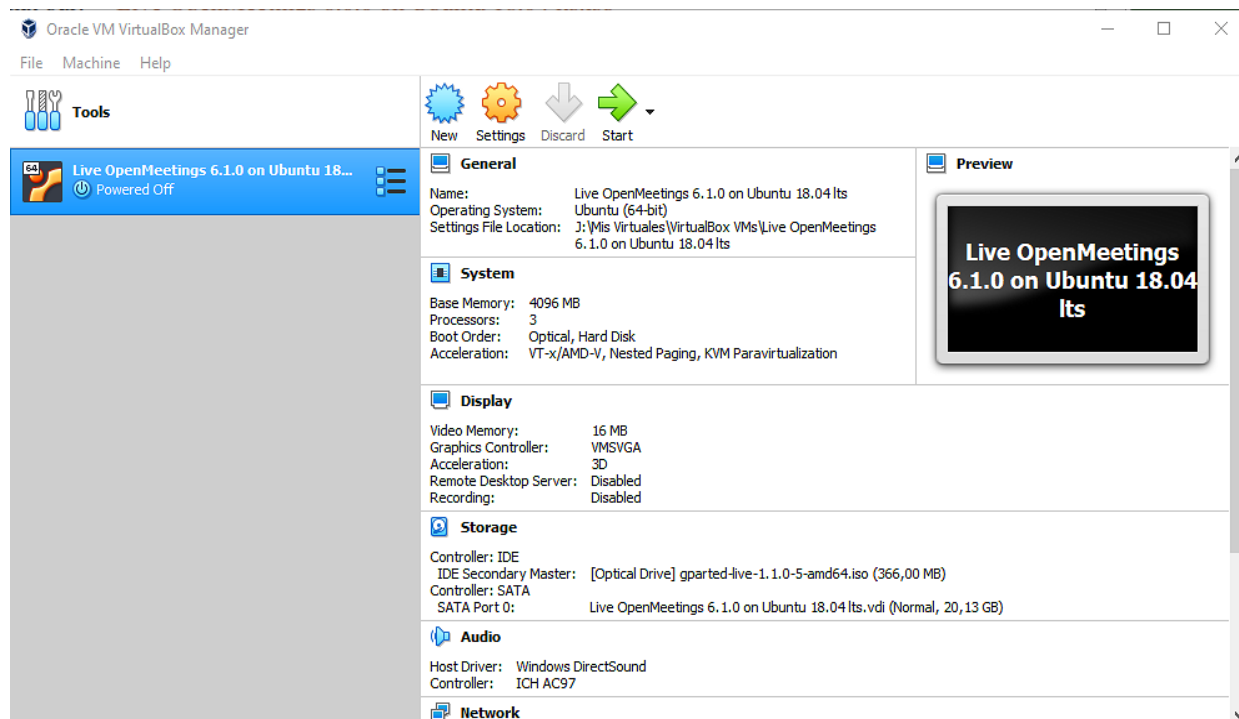 Oracle VM VirtualBox Manager
File Machine Help
Tools
New Settings Discard Start
64
Live OpenMeetings 6.1.0 on Ubuntu 18...
Powered Off
General
Name: Live OpenMeetings 6.1.0 on Ubuntu 18.04 lts
Operating System: Ubuntu (64-bit)
Settings File Location: J:\Mis Virtuales\VirtualBox VMs\Live OpenMeetings
6.1.0 on Ubuntu 18.04 lts
Preview
Live OpenMeetings
6.1.0 on Ubuntu 18.04
lts
System
Base Memory: 4096 MB
Processors: 3
Boot Order: Optical, Hard Disk
Acceleration: VT-x/AMD-V, Nested Paging, KVM Paravirtualization
Display
Video Memory: 16 MB
Graphics Controller: VMSVGA
Acceleration: 3D
Remote Desktop Server: Disabled
Recording: Disabled
Storage
Controller: IDE
IDE Secondary Master: [Optical Drive] gparted-live-1.1.0-5-amd64.iso (366,00 MB)
Controller: SATA
SATA Port 0: Live OpenMeetings 6.1.0 on Ubuntu 18.04 lts.vdi (Normal, 20,13 GB)
Audio
Host Driver: Windows DirectSound
Controller: ICH AC97
Network